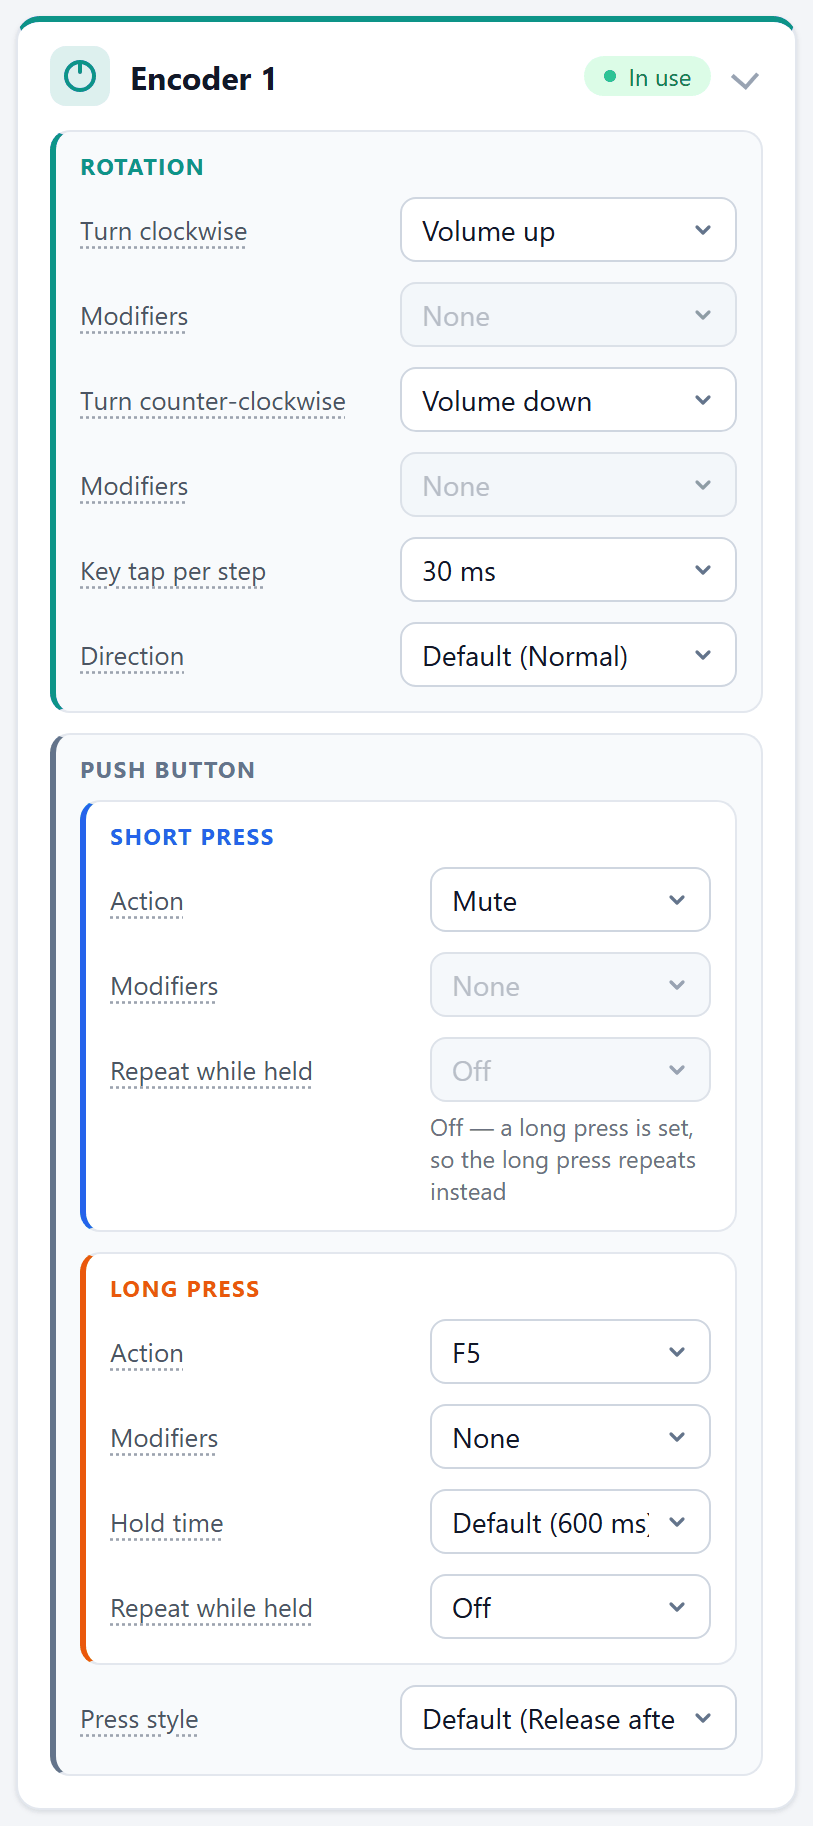 Encoder 1
In use
ROTATION
Turn clockwise
Volume up
Modifiers
None
Turn counter-clockwise
Volume down
Modifiers
None
Key tap per step
30 ms
Direction
Default (Normal)
PUSH BUTTON
SHORT PRESS
Action
Mute
Modifiers
None
Repeat while held
Off
Off — a long press is set,
so the long press repeats
instead
LONG PRESS
Action
F5
Modifiers
None
Hold time
Default (600 ms)
Repeat while held
Off
Press style
Default (Release afte